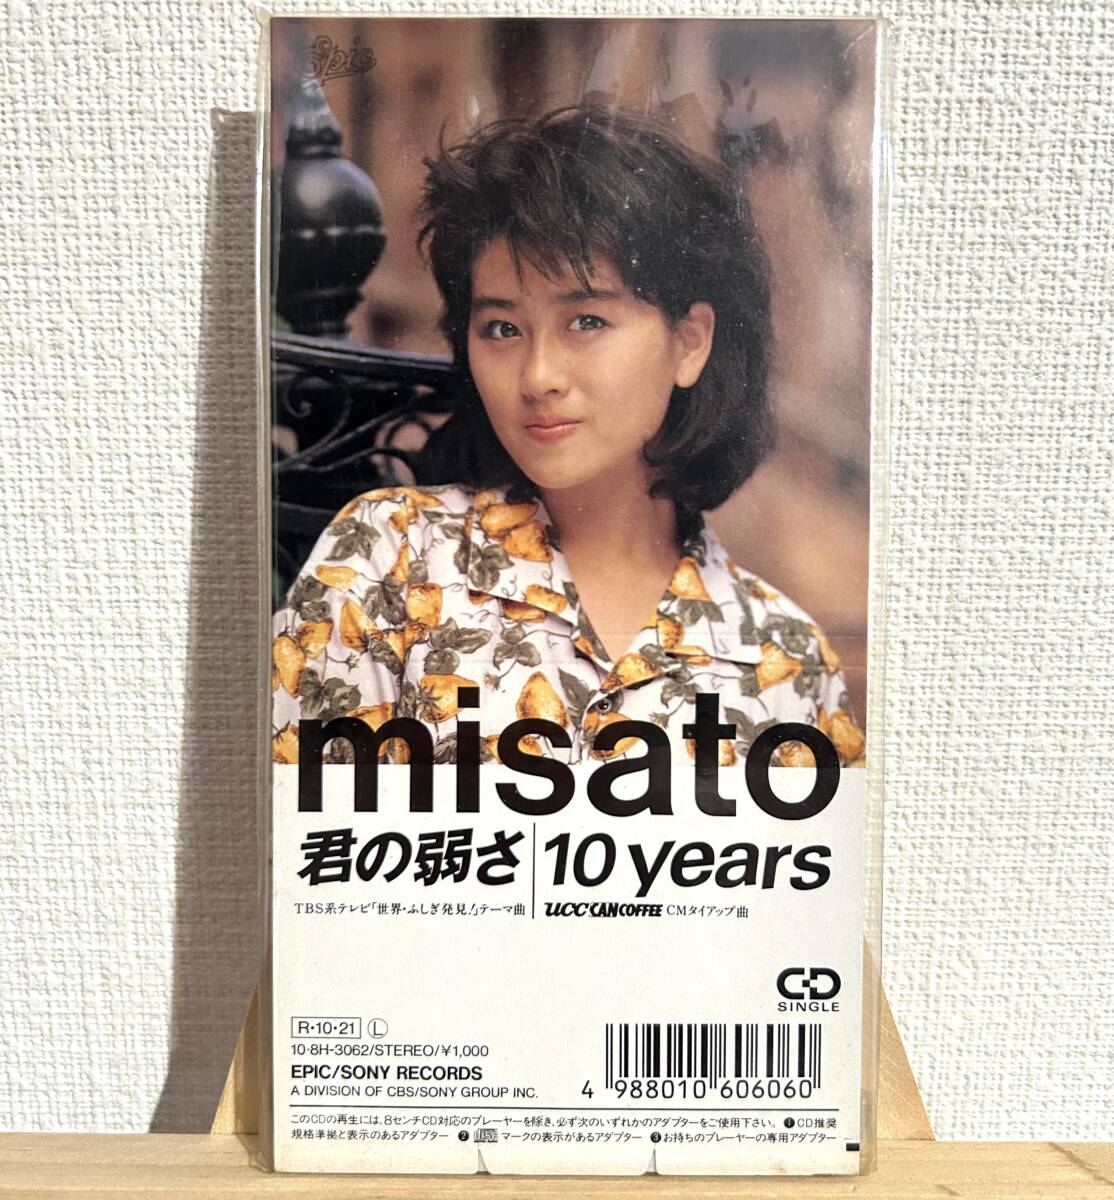 Epic
misato
君の弱さ 10 years
TBS系テレビ「世界・ふしぎ発見!」テーマ曲 UCC CAN COFFEE CMタイアップ曲
CD
SINGLE
R・10・21 L
10・8H-3062/STEREO/¥1,000
EPIC/SONY RECORDS
A DIVISION OF CBS/SONY GROUP INC.
4 988010 606060
このCDの再生には、8センチCD対応のプレーヤーを除き、必ず次のいずれかのアダプターをご使用下さい。❶CD推奨
規格準拠と表示のあるアダプター ❷ マークの表示があるアダプター ❸お持ちのプレーヤーの専用アダプター